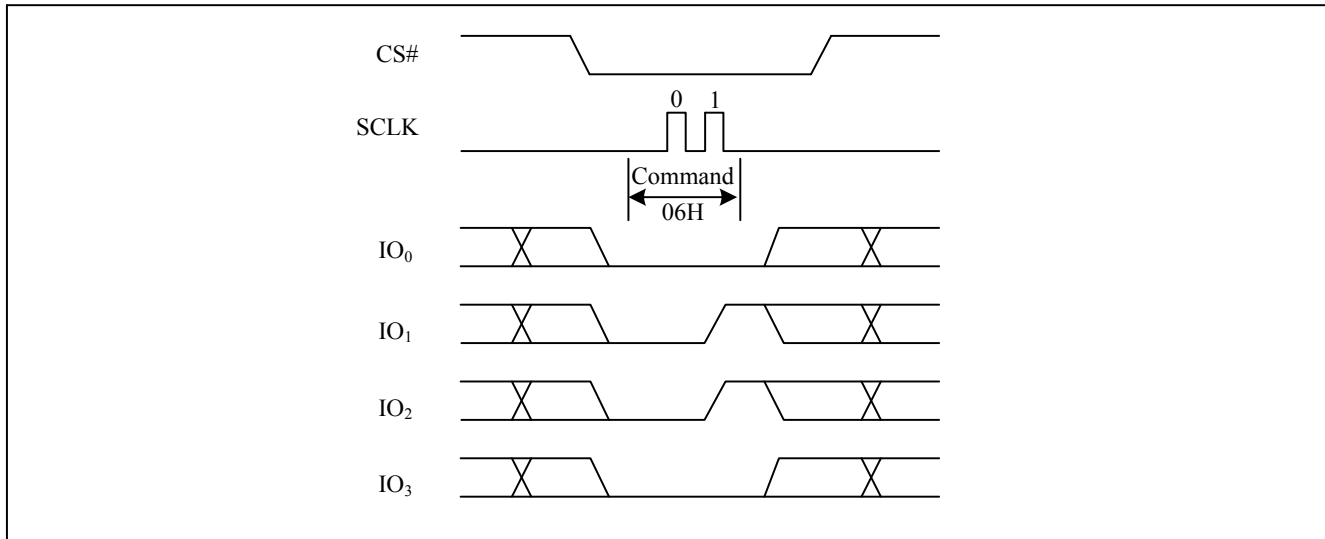 CS#
0 1
SCLK
Command
06H
IO₀
IO₁
IO₂
IO₃